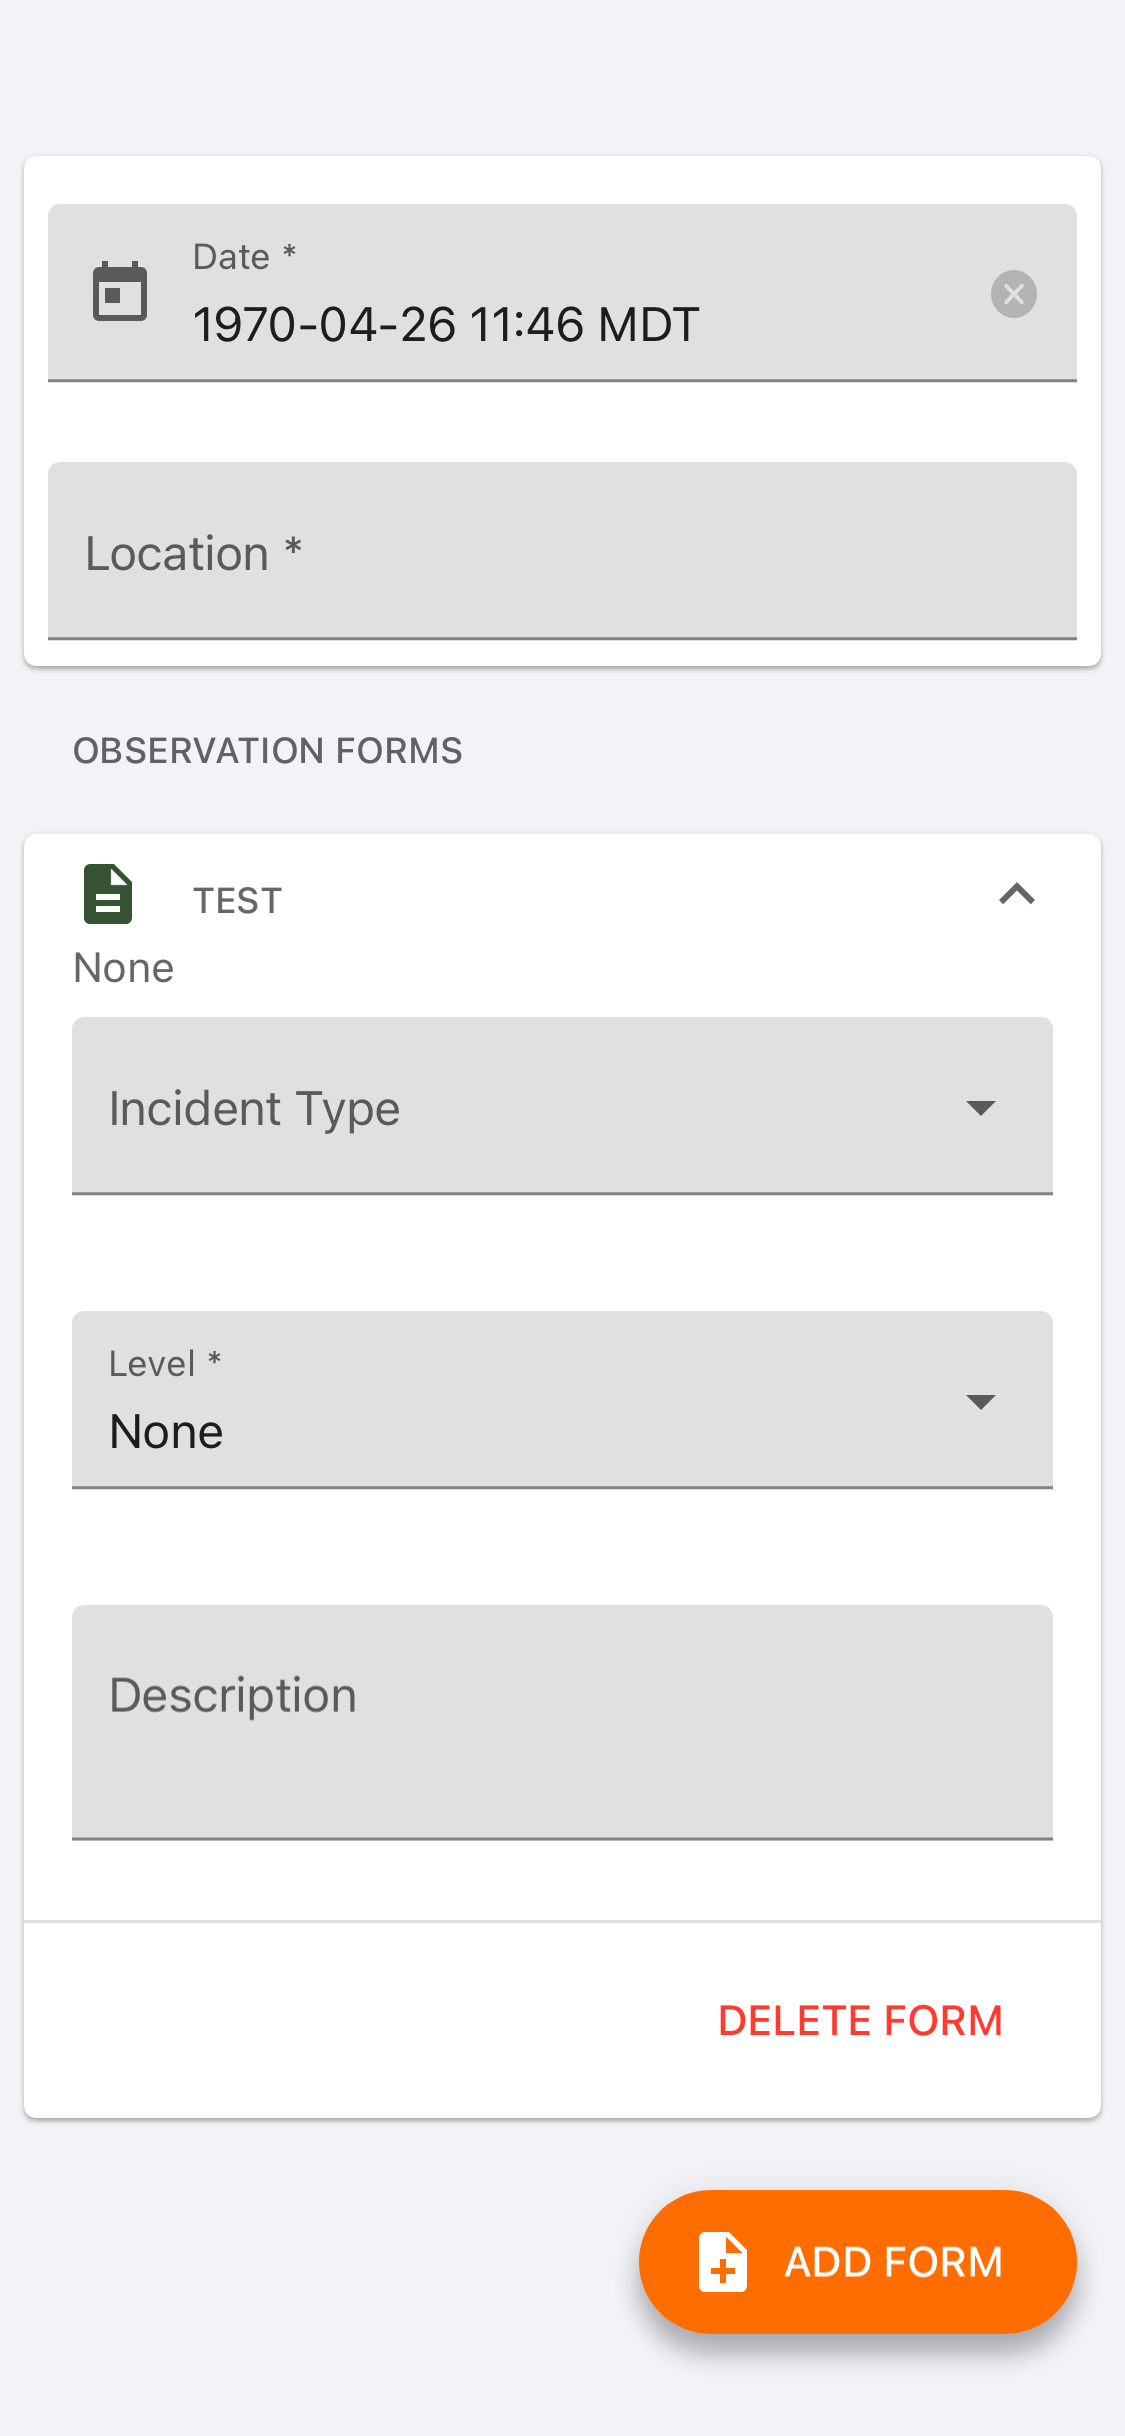 Date *
1970-04-26 11:46 MDT
Location *
OBSERVATION FORMS
TEST
None
Incident Type
Level *
None
Description
DELETE FORM
ADD FORM